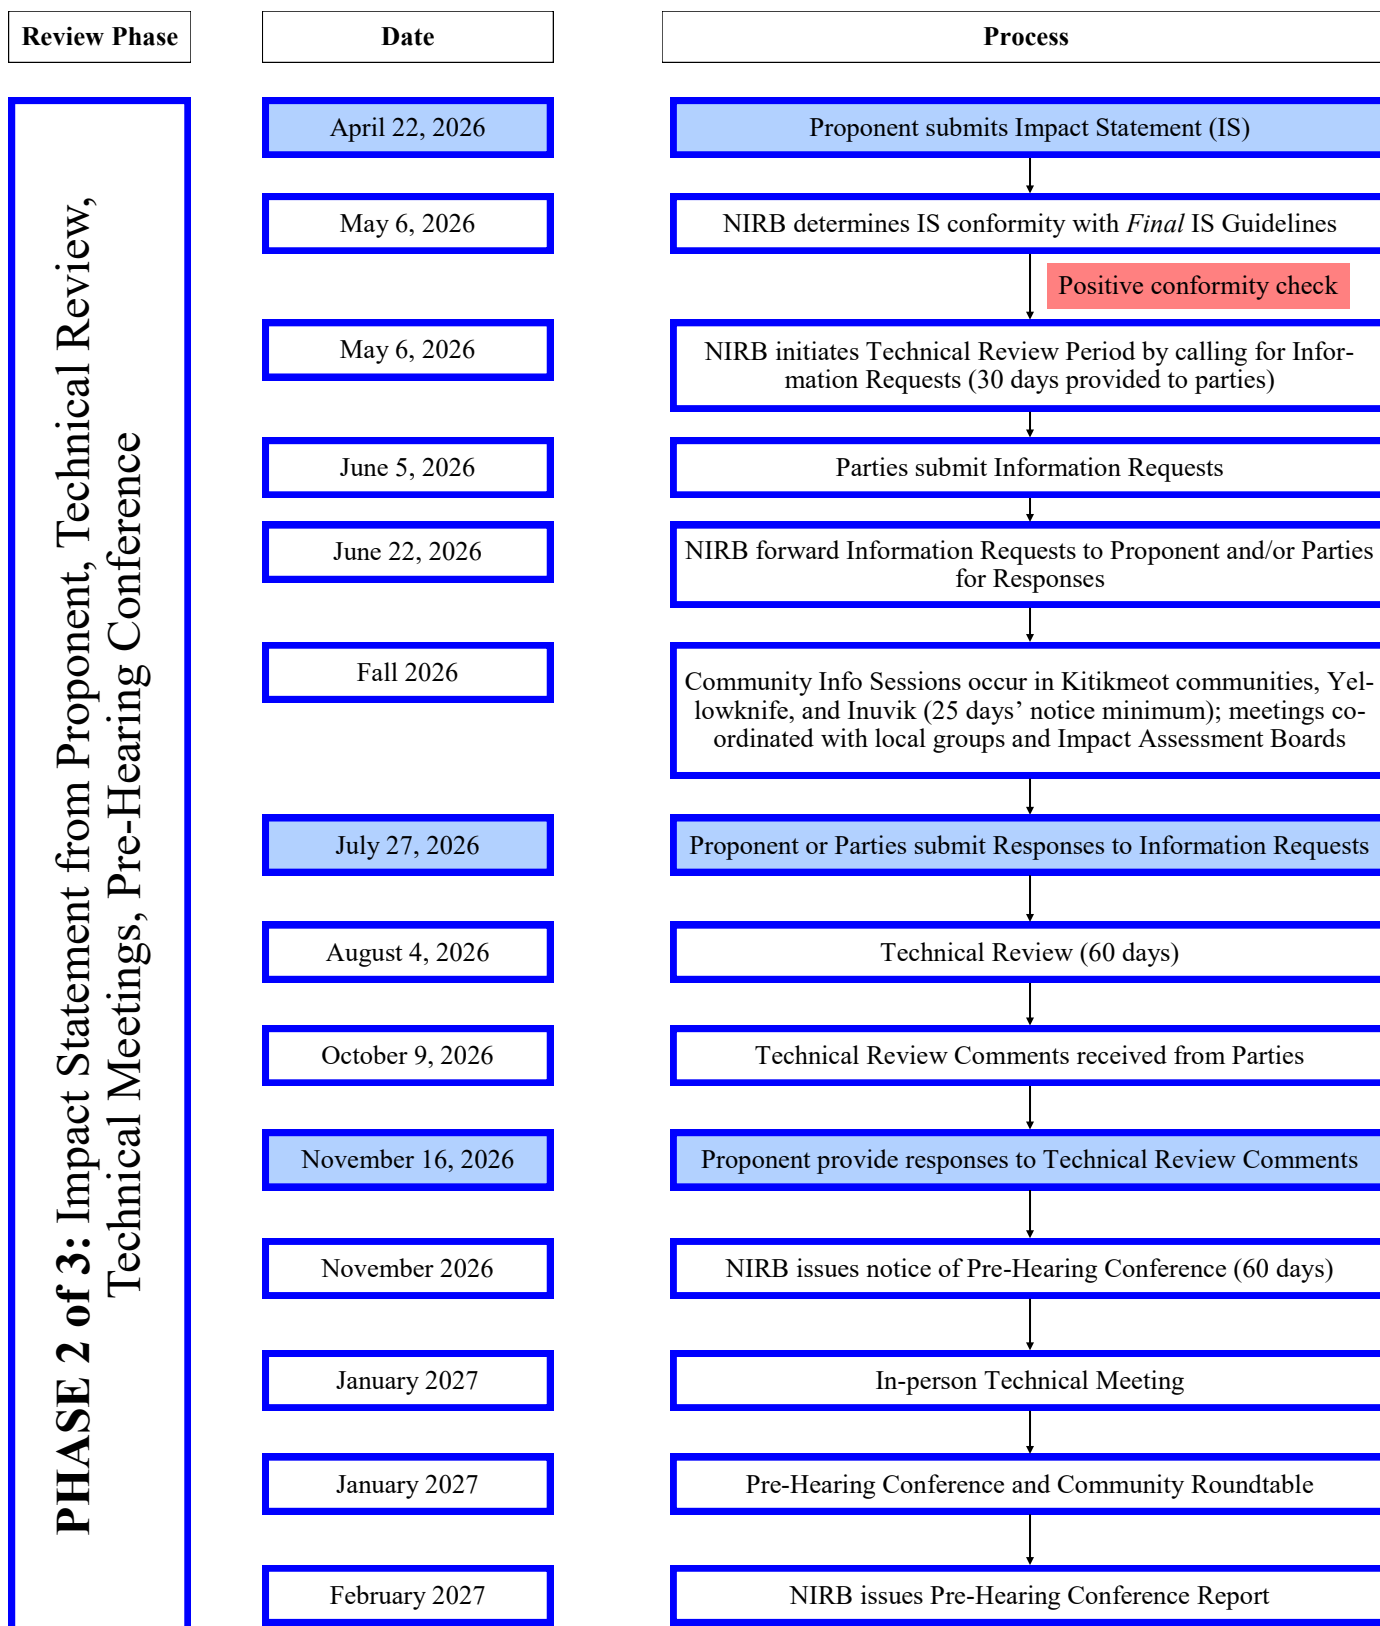 Review Phase
Date
Process
PHASE 2 of 3: Impact Statement from Proponent, Technical Review,
Technical Meetings, Pre-Hearing Conference
April 22, 2026
Proponent submits Impact Statement (IS)
May 6, 2026
NIRB determines IS conformity with Final IS Guidelines
Positive conformity check
May 6, 2026
NIRB initiates Technical Review Period by calling for Infor-
mation Requests (30 days provided to parties)
June 5, 2026
Parties submit Information Requests
June 22, 2026
NIRB forward Information Requests to Proponent and/or Parties
for Responses
Fall 2026
Community Info Sessions occur in Kitikmeot communities, Yel-
lowknife, and Inuvik (25 days’ notice minimum); meetings co-
ordinated with local groups and Impact Assessment Boards
July 27, 2026
Proponent or Parties submit Responses to Information Requests
August 4, 2026
Technical Review (60 days)
October 9, 2026
Technical Review Comments received from Parties
November 16, 2026
Proponent provide responses to Technical Review Comments
November 2026
NIRB issues notice of Pre-Hearing Conference (60 days)
January 2027
In-person Technical Meeting
January 2027
Pre-Hearing Conference and Community Roundtable
February 2027
NIRB issues Pre-Hearing Conference Report